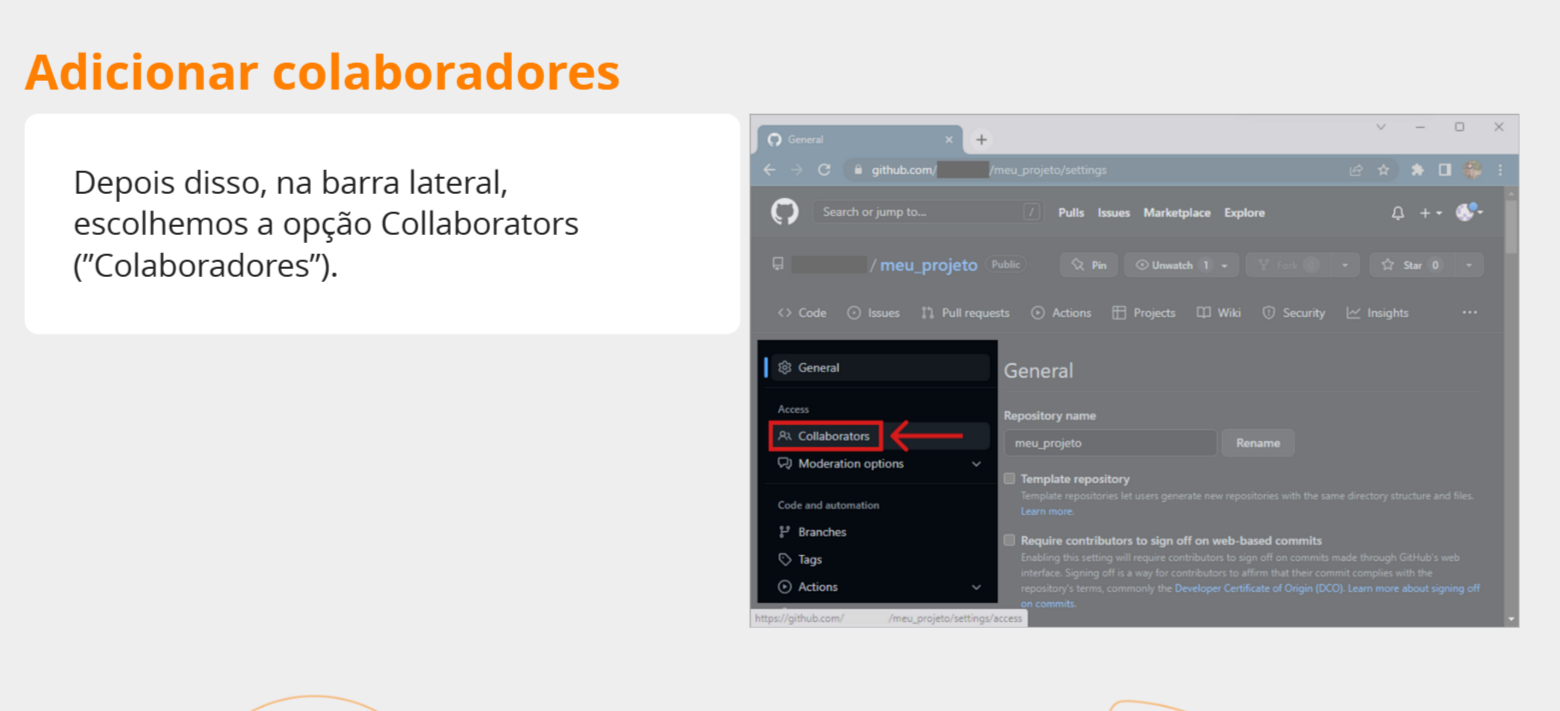 Adicionar colaboradores
Depois disso, na barra lateral,
escolhemos a opção Collaborators
(”Colaboradores”).
General
github.com/ /meu_projeto/settings
Search or jump to... /
Pulls Issues Marketplace Explore
/ meu_projeto Public
Pin Unwatch 1 Fork 0 Star 0
Code Issues Pull requests Actions Projects Wiki Security Insights
General
Access
Collaborators
Moderation options
Code and automation
Branches
Tags
Actions
General
Repository name
meu_projeto Rename
Template repository
Template repositories let users generate new repositories with the same directory structure and files.
Learn more.
Require contributors to sign off on web-based commits
Enabling this setting will require contributors to sign off on commits made through GitHub's web
interface. Signing off is a way for contributors to affirm that their commit complies with the
repository's terms, commonly the Developer Certificate of Origin (DCO). Learn more about signing off
on commits.
https://github.com/ /meu_projeto/settings/access